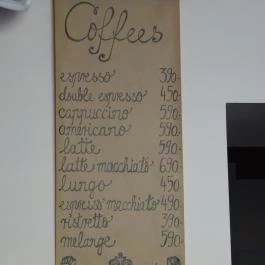 Coffees
espresso 390.-
double espresso 450.-
cappuccino 590.-
americano 590.-
latte 590.-
latte macchiato 690.-
lungo 450.-
espresso macchiato 490.-
ristretto 390.-
melange 590.-